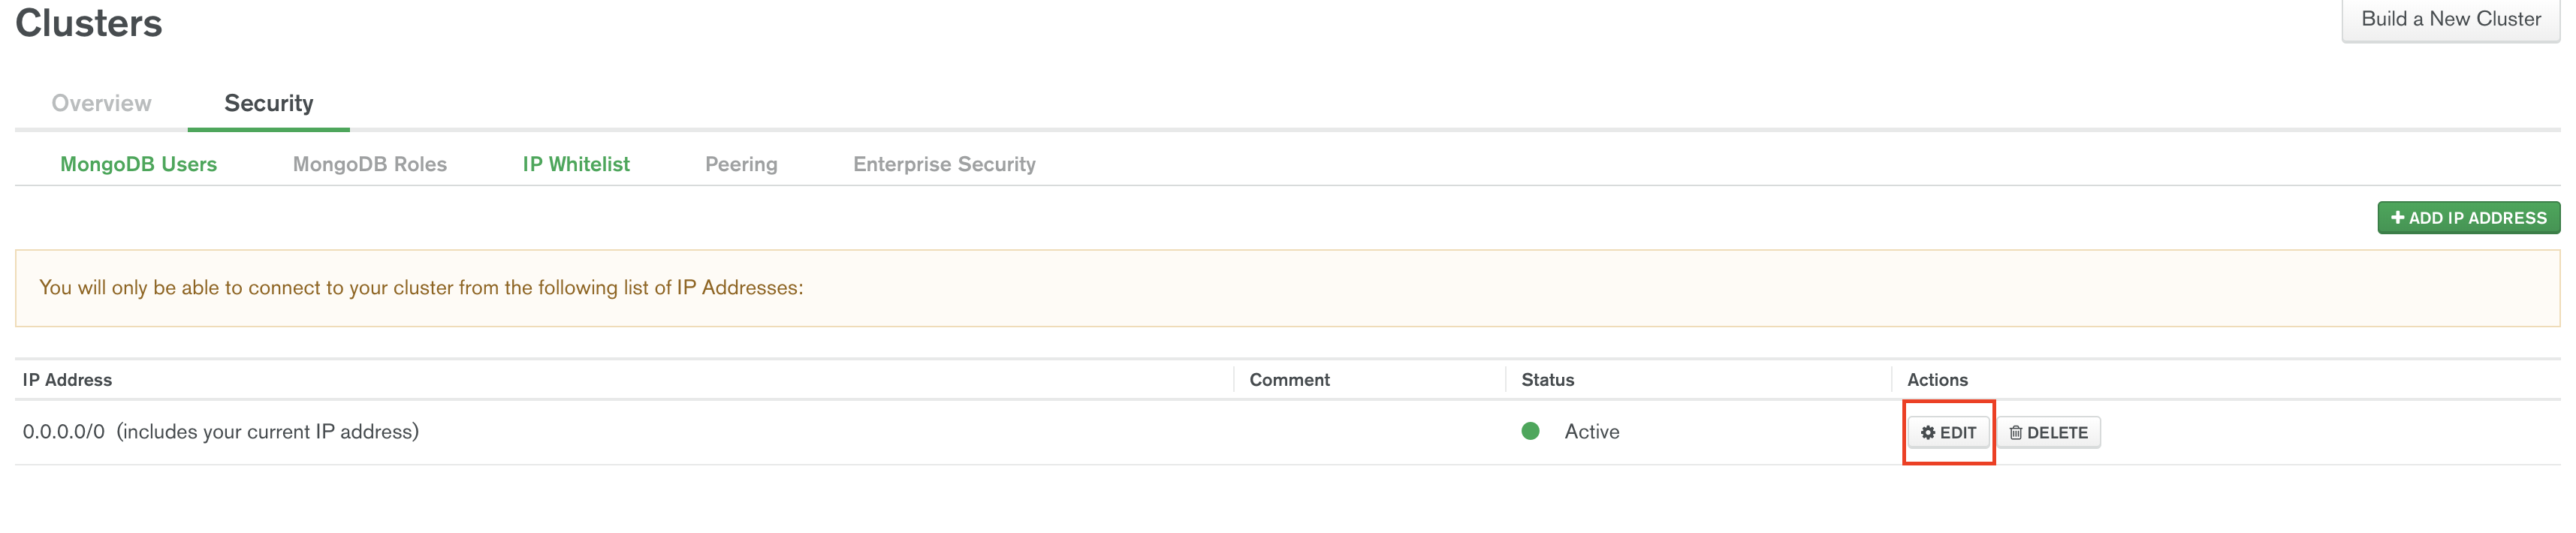 Clusters
Build a New Cluster
Overview Security
MongoDB Users MongoDB Roles IP Whitelist Peering Enterprise Security
+ ADD IP ADDRESS
You will only be able to connect to your cluster from the following list of IP Addresses:
IP Address Comment Status Actions
0.0.0.0/0 (includes your current IP address) Active EDIT DELETE